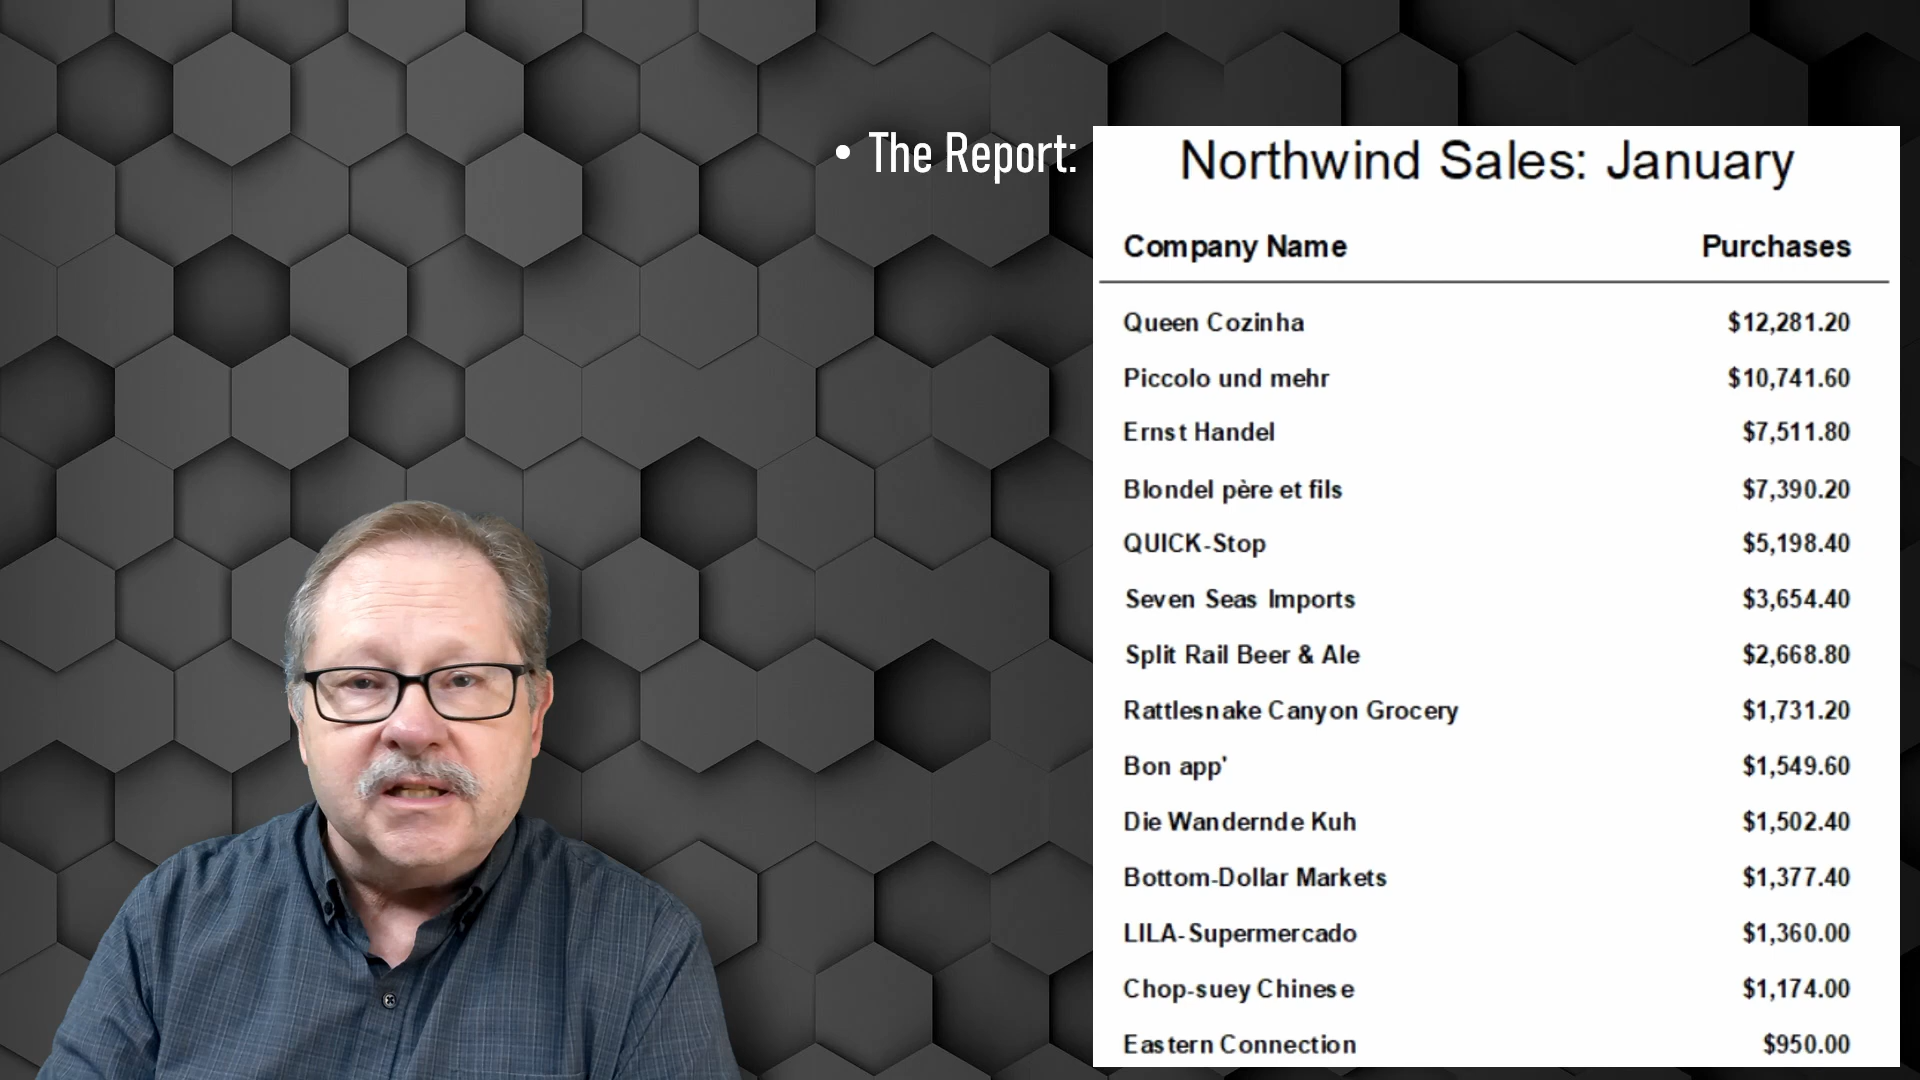 • The Report:
Northwind Sales: January
Company Name Purchases
Queen Cozinha $12,281.20
Piccolo und mehr $10,741.60
Ernst Handel $7,511.80
Blondel père et fils $7,390.20
QUICK-Stop $5,198.40
Seven Seas Imports $3,654.40
Split Rail Beer & Ale $2,668.80
Rattlesnake Canyon Grocery $1,731.20
Bon app' $1,549.60
Die Wandernde Kuh $1,502.40
Bottom-Dollar Markets $1,377.40
LILA-Supermercado $1,360.00
Chop-suey Chinese $1,174.00
Eastern Connection $950.00